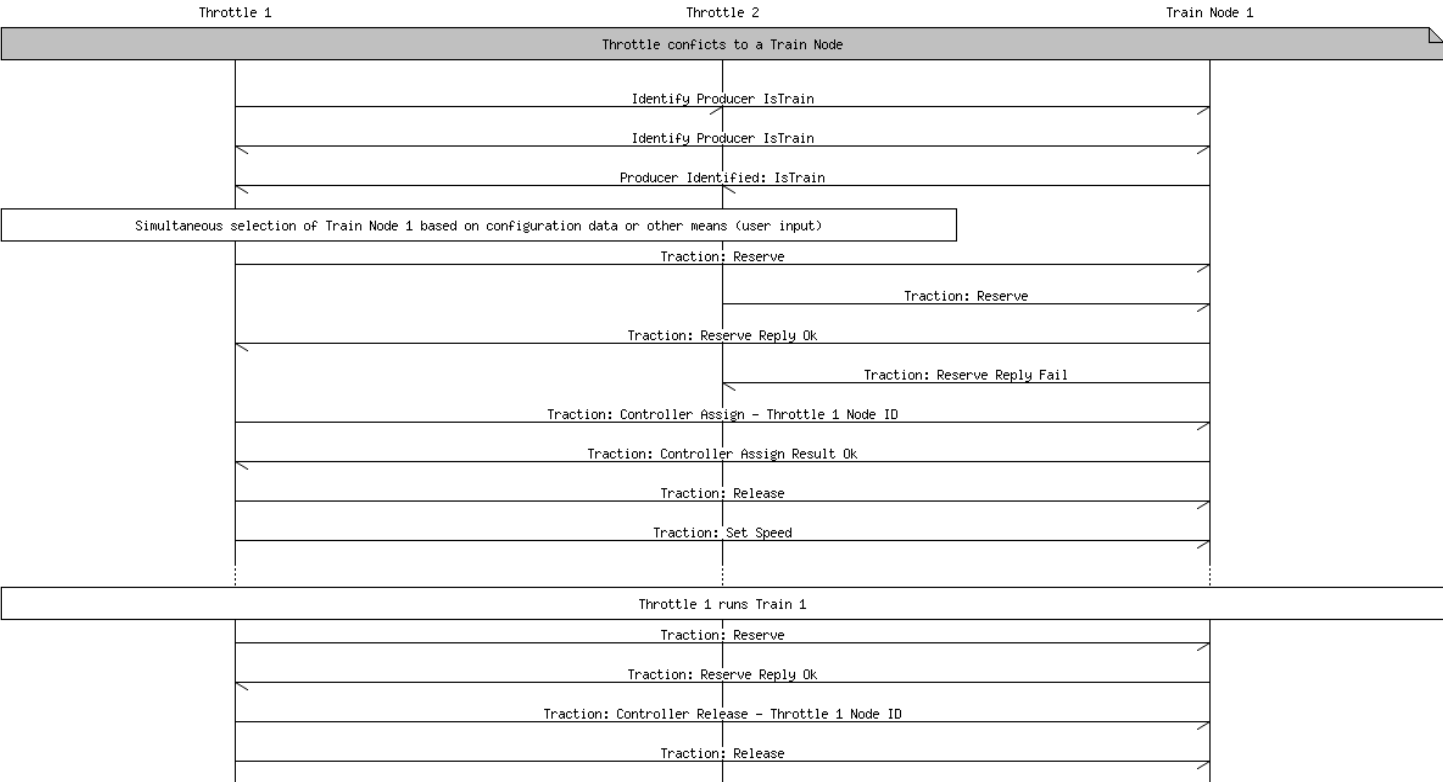 Throttle 1
Throttle 2
Train Node 1
Throttle conficts to a Train Node
Identify Producer IsTrain
Identify Producer IsTrain
Producer Identified: IsTrain
Simultaneous selection of Train Node 1 based on configuration data or other means (user input)
Traction: Reserve
Traction: Reserve
Traction: Reserve Reply Ok
Traction: Reserve Reply Fail
Traction: Controller Assign - Throttle 1 Node ID
Traction: Controller Assign Result Ok
Traction: Release
Traction: Set Speed
Throttle 1 runs Train 1
Traction: Reserve
Traction: Reserve Reply Ok
Traction: Controller Release - Throttle 1 Node ID
Traction: Release